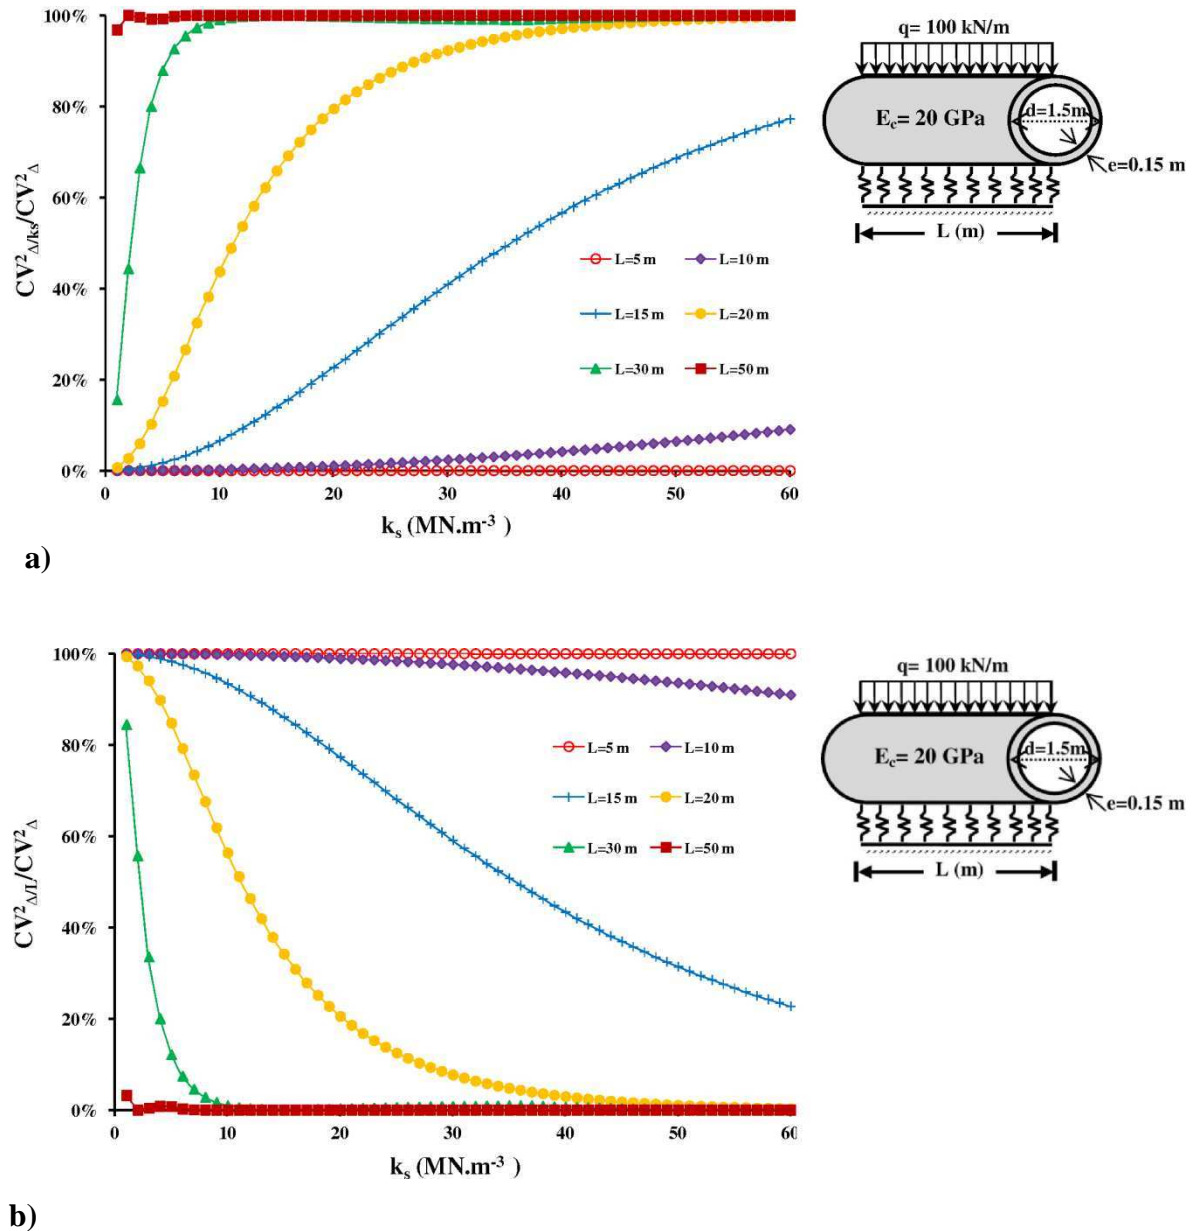 100%
80%
60%
40%
20%
0%
CV²Δ/ks/CV²Δ
0 10 20 30 40 50 60
kₛ (MN.m⁻³ )
L=5 m L=10 m
L=15 m L=20 m
L=30 m L=50 m
q= 100 kN/m
E꜀= 20 GPa
d=1.5m
e=0.15 m
L (m)
a)
100%
80%
60%
40%
20%
0%
CV²Δ/L/CV²Δ
0 10 20 30 40 50 60
kₛ (MN.m⁻³ )
L=5 m L=10 m
L=15 m L=20 m
L=30 m L=50 m
q= 100 kN/m
E꜀= 20 GPa
d=1.5m
e=0.15 m
L (m)
b)